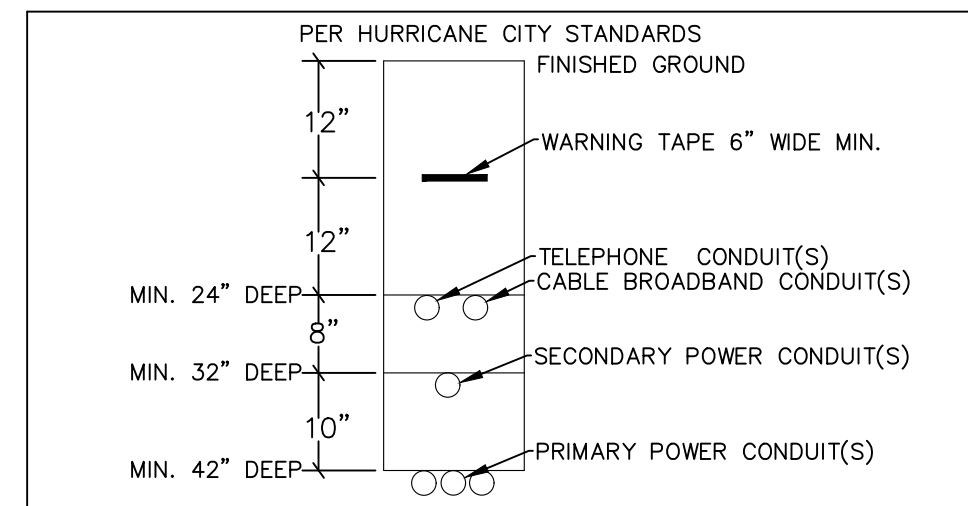 PER HURRICANE CITY STANDARDS
FINISHED GROUND
12”
WARNING TAPE 6” WIDE MIN.
12”
TELEPHONE CONDUIT(S)
CABLE BROADBAND CONDUIT(S)
MIN. 24” DEEP
8”
SECONDARY POWER CONDUIT(S)
MIN. 32” DEEP
10”
PRIMARY POWER CONDUIT(S)
MIN. 42” DEEP